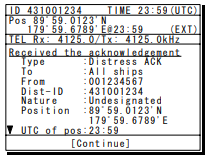 ID 431001234 TIME 23:59(UTC)
Pos 89˚59.0123'N
179˚59.6789'E@23:59 (EXT)
TEL Rx: 4125.0/Tx: 4125.0kHz
Received the acknowledgement
Type :Distress ACK
To :All ships
From :001234567
Dist-ID :431001234
Nature :Undesignated
Position :89˚59.0123'N
179˚59.6789'E
▼ UTC of pos:23:59
[Continue]